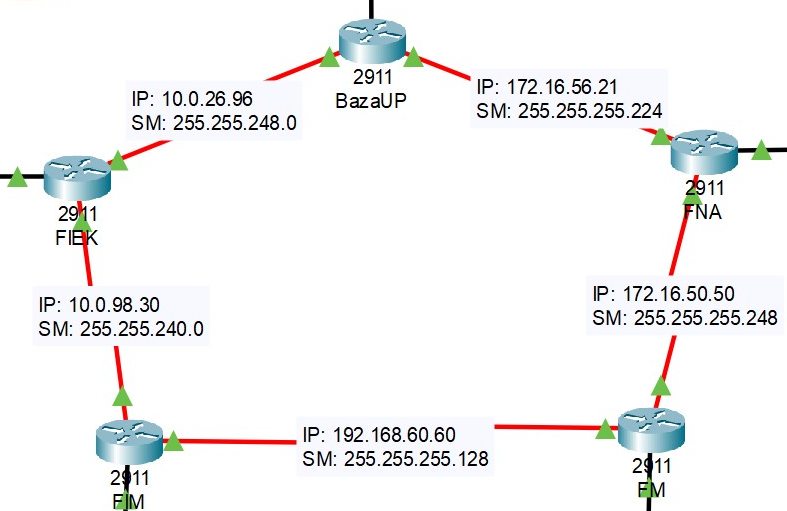 2911
BazaUP
IP: 10.0.26.96
SM: 255.255.248.0
IP: 172.16.56.21
SM: 255.255.255.224
2911
FIEK
2911
FNA
IP: 10.0.98.30
SM: 255.255.240.0
IP: 172.16.50.50
SM: 255.255.255.248
IP: 192.168.60.60
SM: 255.255.255.128
2911
FIM
2911
FM